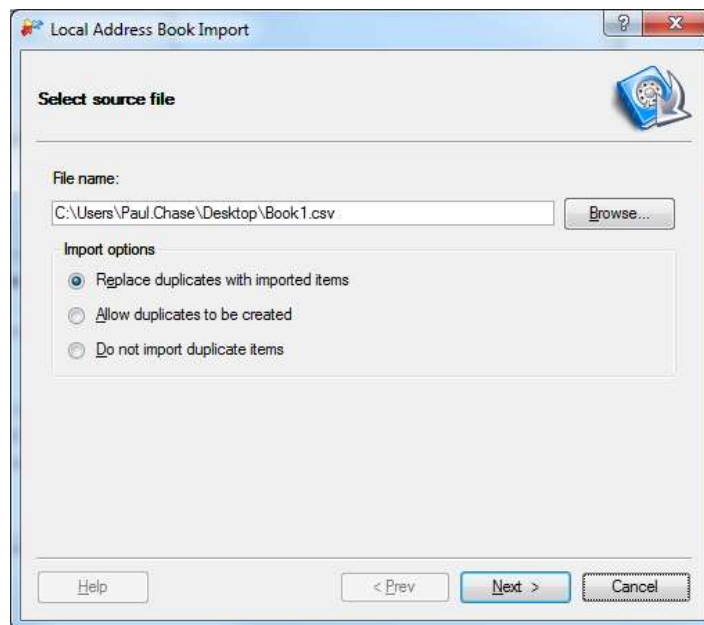 Local Address Book Import
?
X
Select source file
File name:
C:\Users\Paul.Chase\Desktop\Book1.csv
Browse...
Import options
Replace duplicates with imported items
Allow duplicates to be created
Do not import duplicate items
Help
< Prev
Next >
Cancel